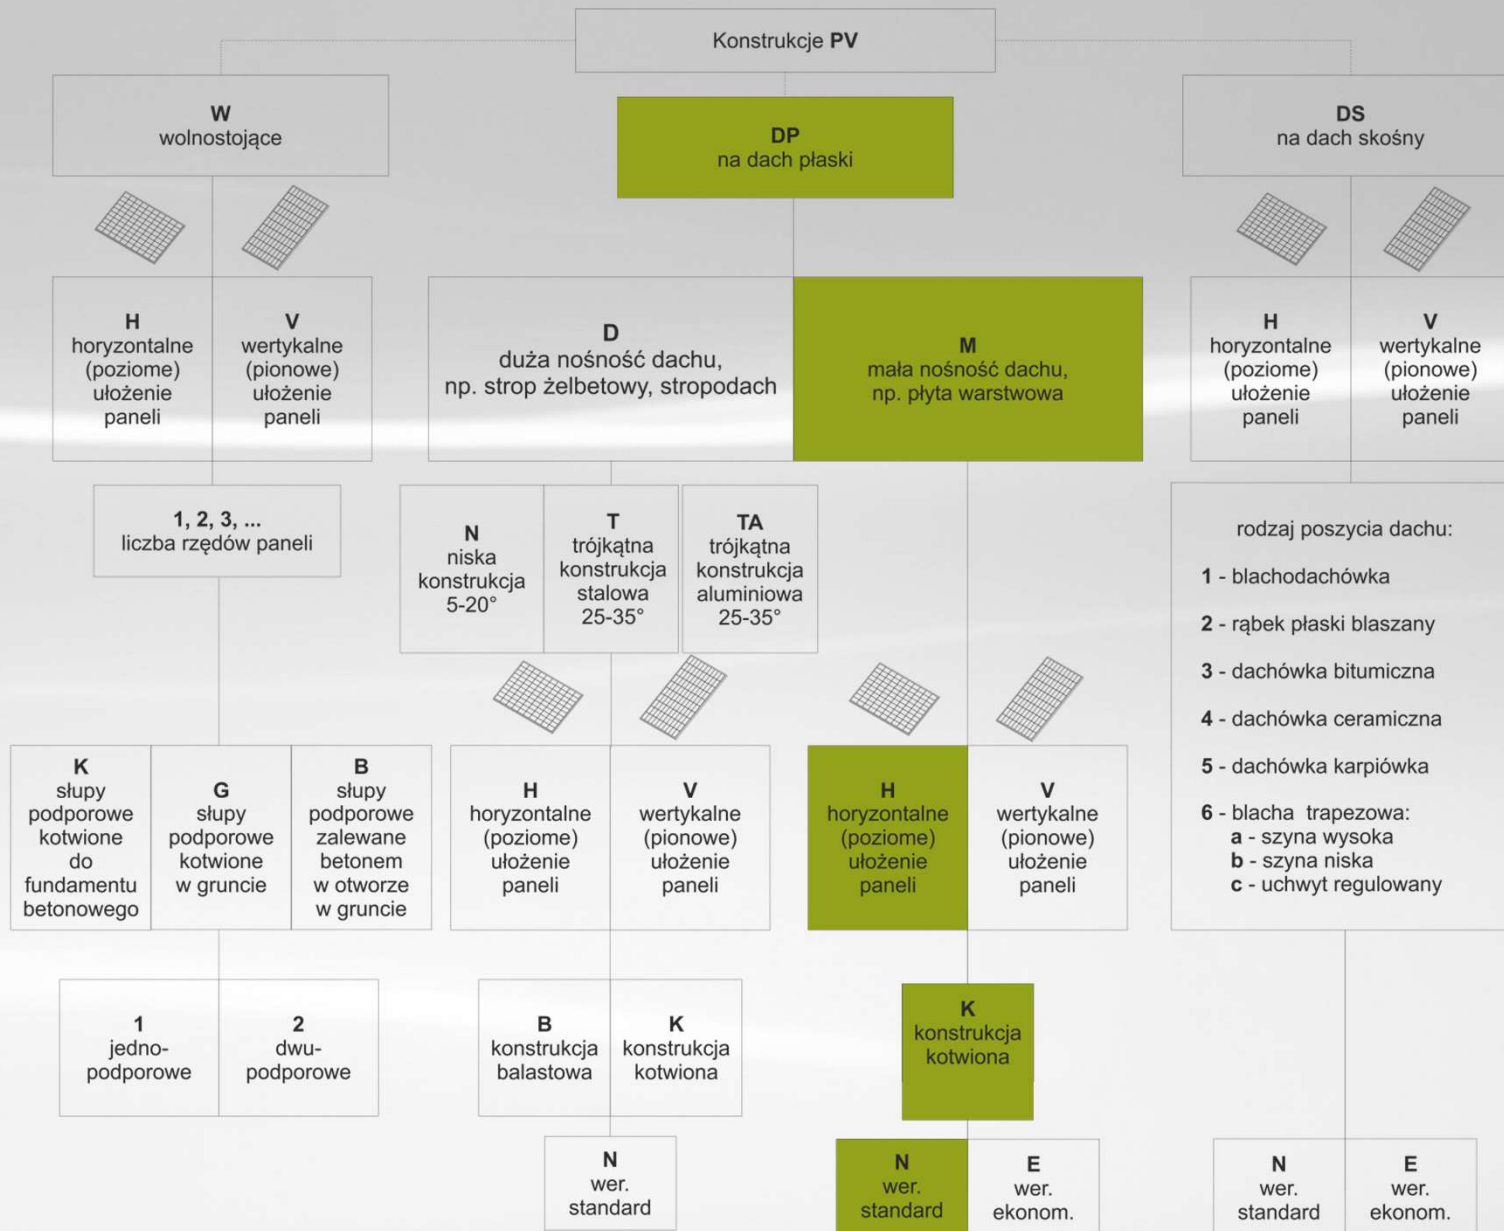 Konstrukcje PV
W
wolnostojące
DP
na dach płaski
DS
na dach skośny
H
horyzontalne
(poziome)
ułożenie
paneli
V
wertykalne
(pionowe)
ułożenie
paneli
D
duża nośność dachu,
np. strop żelbetowy, stropodach
M
mała nośność dachu,
np. płyta warstwowa
H
horyzontalne
(poziome)
ułożenie
paneli
V
wertykalne
(pionowe)
ułożenie
paneli
1, 2, 3, ...
liczba rzędów paneli
N
niska
konstrukcja
5-20°
T
trójkątna
konstrukcja
stalowa
25-35°
TA
trójkątna
konstrukcja
aluminiowa
25-35°
rodzaj poszycia dachu:
1 - blachodachówka
2 - rąbek płaski blaszany
3 - dachówka bitumiczna
4 - dachówka ceramiczna
5 - dachówka karpiówka
6 - blacha trapezowa:
a - szyna wysoka
b - szyna niska
c - uchwyt regulowany
K
słupy
podporowe
kotwione
do
fundamentu
betonowego
G
słupy
podporowe
kotwione
w gruncie
B
słupy
podporowe
zalewane
betonem
w otworze
w gruncie
H
horyzontalne
(poziome)
ułożenie
paneli
V
wertykalne
(pionowe)
ułożenie
paneli
H
horyzontalne
(poziome)
ułożenie
paneli
V
wertykalne
(pionowe)
ułożenie
paneli
1
jedno-
podporowe
2
dwu-
podporowe
B
konstrukcja
balastowa
K
konstrukcja
kotwiona
K
konstrukcja
kotwiona
N
wer.
standard
N
wer.
standard
E
wer.
ekonom.
N
wer.
standard
E
wer.
ekonom.